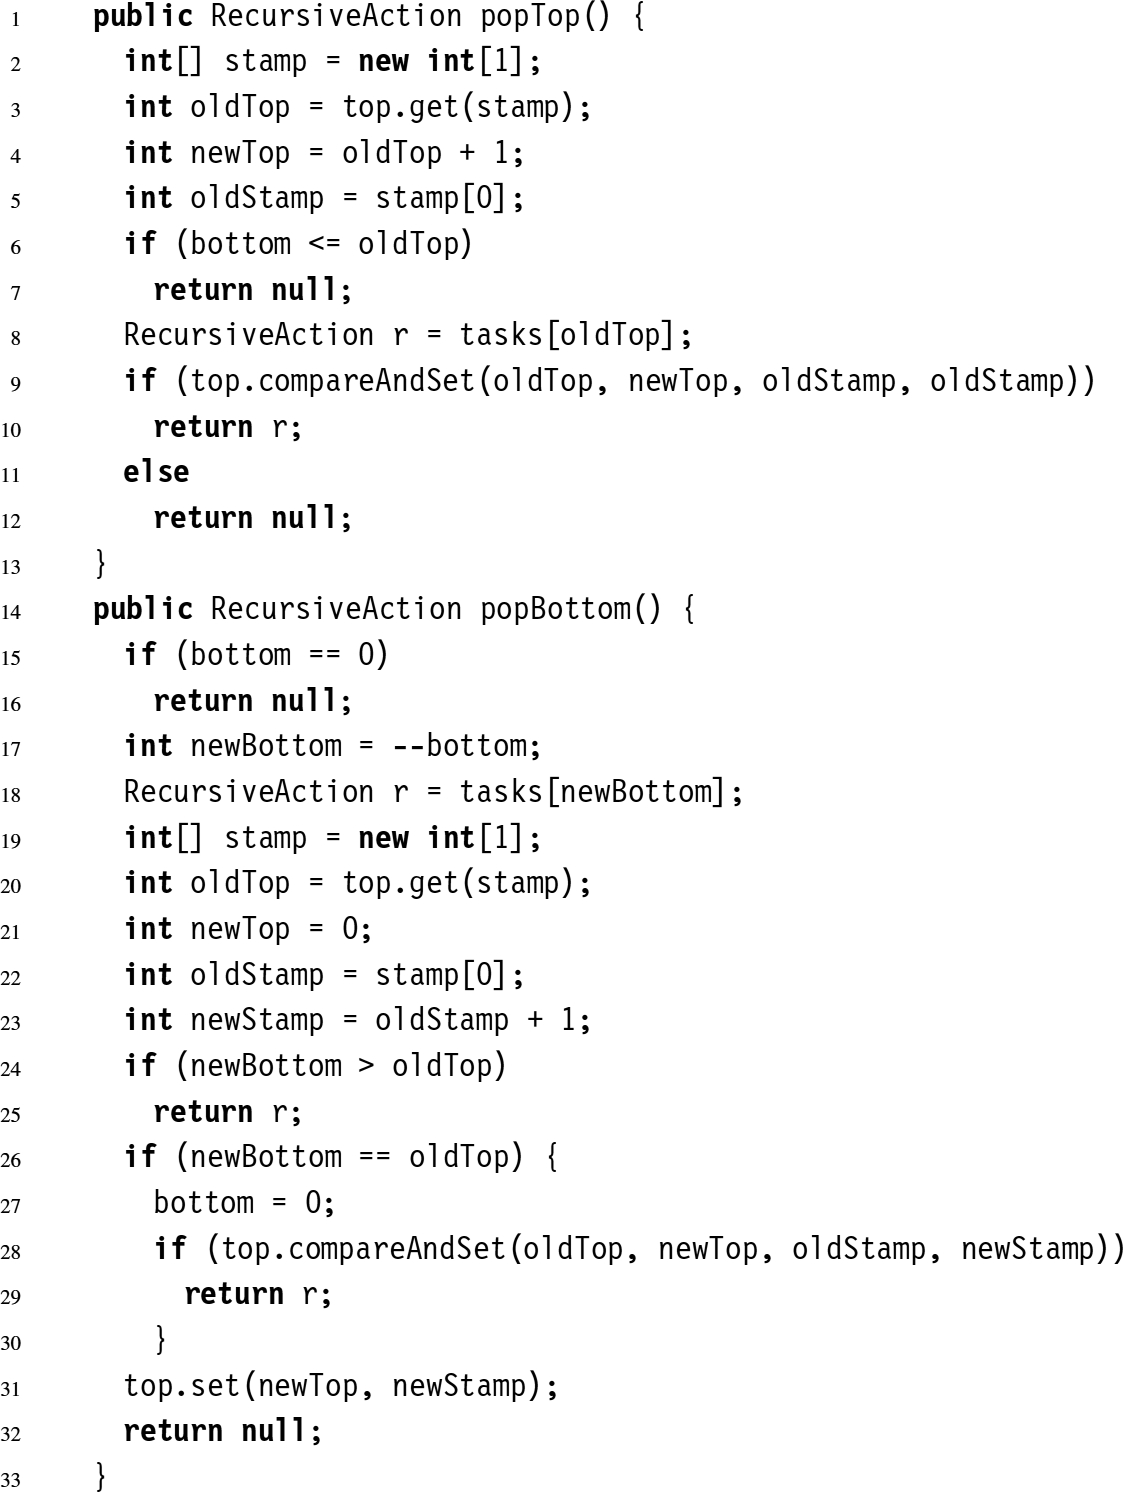 1 public RecursiveAction popTop() {
2 int[] stamp = new int[1];
3 int oldTop = top.get(stamp);
4 int newTop = oldTop + 1;
5 int oldStamp = stamp[0];
6 if (bottom <= oldTop)
7 return null;
8 RecursiveAction r = tasks[oldTop];
9 if (top.compareAndSet(oldTop, newTop, oldStamp, oldStamp))
10 return r;
11 else
12 return null;
13 }
14 public RecursiveAction popBottom() {
15 if (bottom == 0)
16 return null;
17 int newBottom = --bottom;
18 RecursiveAction r = tasks[newBottom];
19 int[] stamp = new int[1];
20 int oldTop = top.get(stamp);
21 int newTop = 0;
22 int oldStamp = stamp[0];
23 int newStamp = oldStamp + 1;
24 if (newBottom > oldTop)
25 return r;
26 if (newBottom == oldTop) {
27 bottom = 0;
28 if (top.compareAndSet(oldTop, newTop, oldStamp, newStamp))
29 return r;
30 }
31 top.set(newTop, newStamp);
32 return null;
33 }